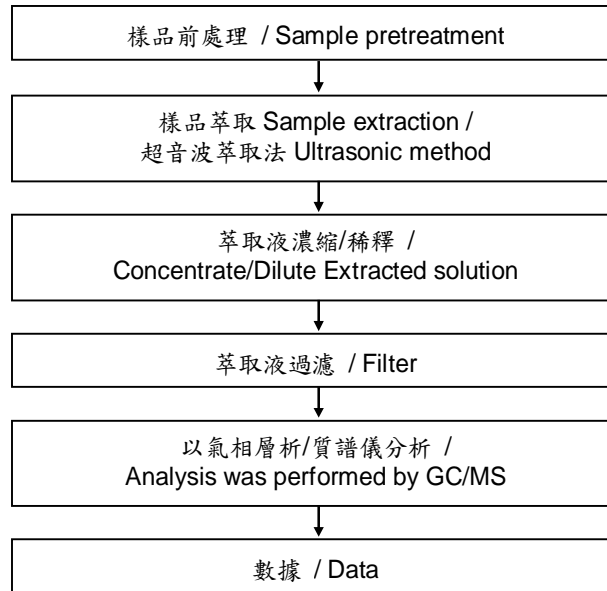 樣品前處理 / Sample pretreatment
樣品萃取 Sample extraction /
超音波萃取法 Ultrasonic method
萃取液濃縮/稀釋 /
Concentrate/Dilute Extracted solution
萃取液過濾 / Filter
以氣相層析/質譜儀分析 /
Analysis was performed by GC/MS
數據 / Data